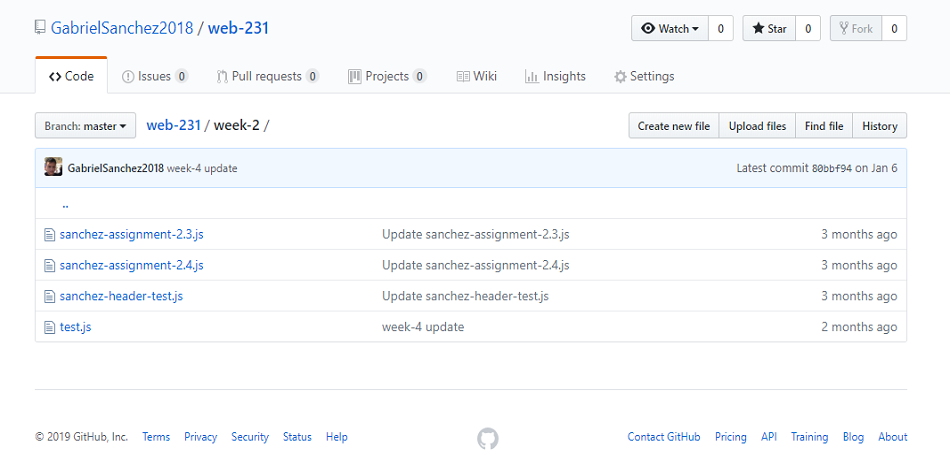 GabrielSanchez2018 / web-231 Watch 0 Star 0 Fork 0
Code Issues 0 Pull requests 0 Projects 0 Wiki Insights Settings
Branch: master web-231 / week-2 / Create new file Upload files Find file History
GabrielSanchez2018 week-4 update Latest commit 80bbf94 on Jan 6
..
sanchez-assignment-2.3.js Update sanchez-assignment-2.3.js 3 months ago
sanchez-assignment-2.4.js Update sanchez-assignment-2.4.js 3 months ago
sanchez-header-test.js Update sanchez-header-test.js 3 months ago
test.js week-4 update 2 months ago
© 2019 GitHub, Inc. Terms Privacy Security Status Help Contact GitHub Pricing API Training Blog About